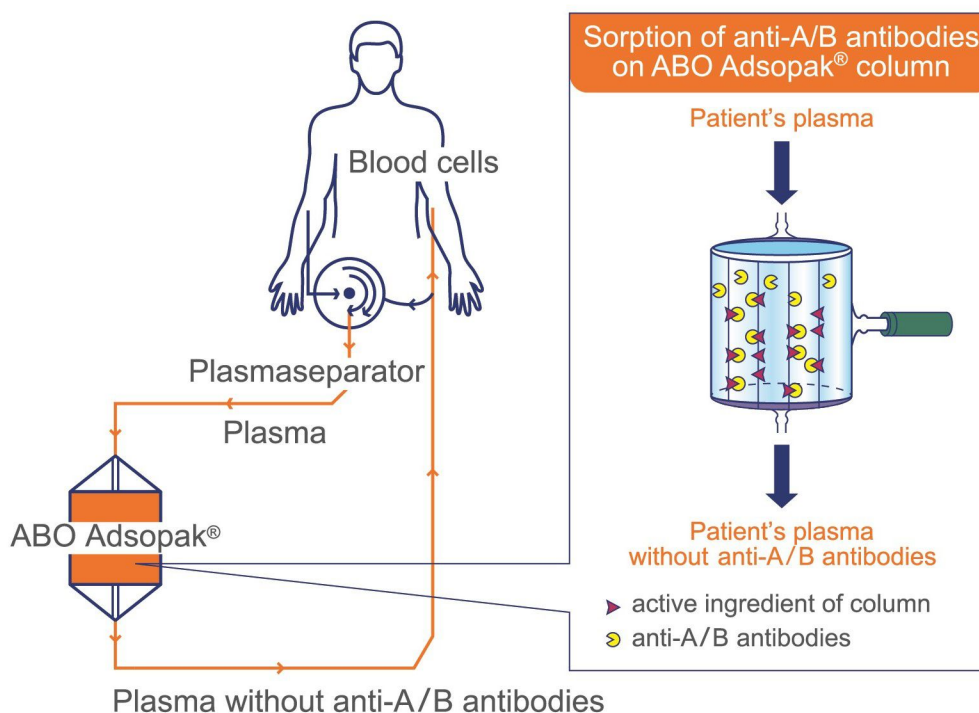 Sorption of anti-A/B antibodies
on ABO Adsopak® column
Patient's plasma
Blood cells
Plasmaseparator
Plasma
ABO Adsopak®
Patient's plasma
without anti-A/B antibodies
active ingredient of column
anti-A/B antibodies
Plasma without anti-A/B antibodies